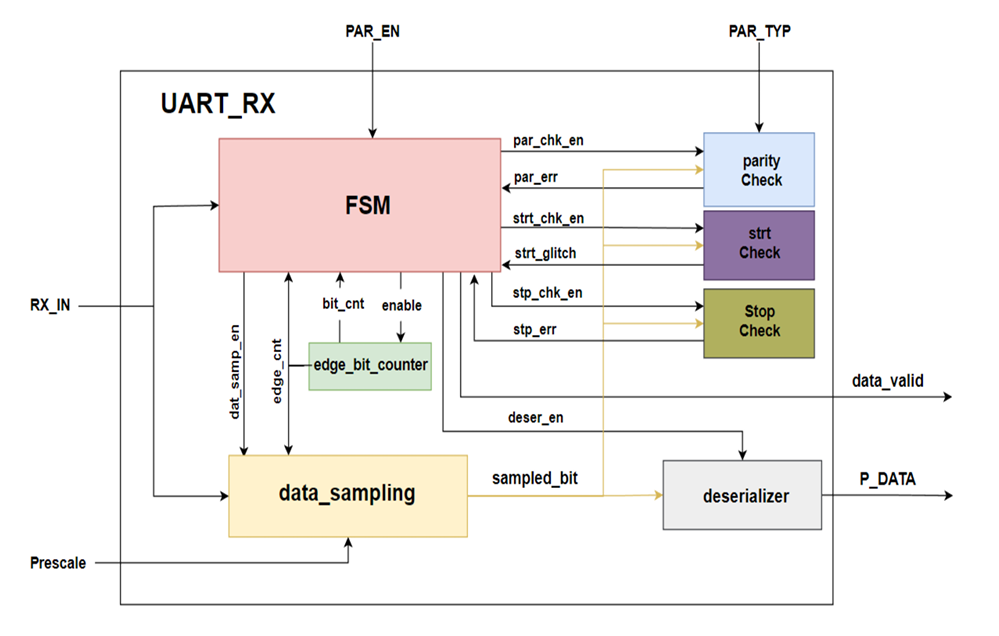 PAR_EN
PAR_TYP
UART_RX
FSM
par_chk_en
par_err
parity
Check
strt_chk_en
strt_glitch
strt
Check
RX_IN
bit_cnt
enable
stp_chk_en
stp_err
Stop
Check
dat_samp_en
edge_cnt
edge_bit_counter
data_valid
deser_en
data_sampling
sampled_bit
deserializer
P_DATA
Prescale